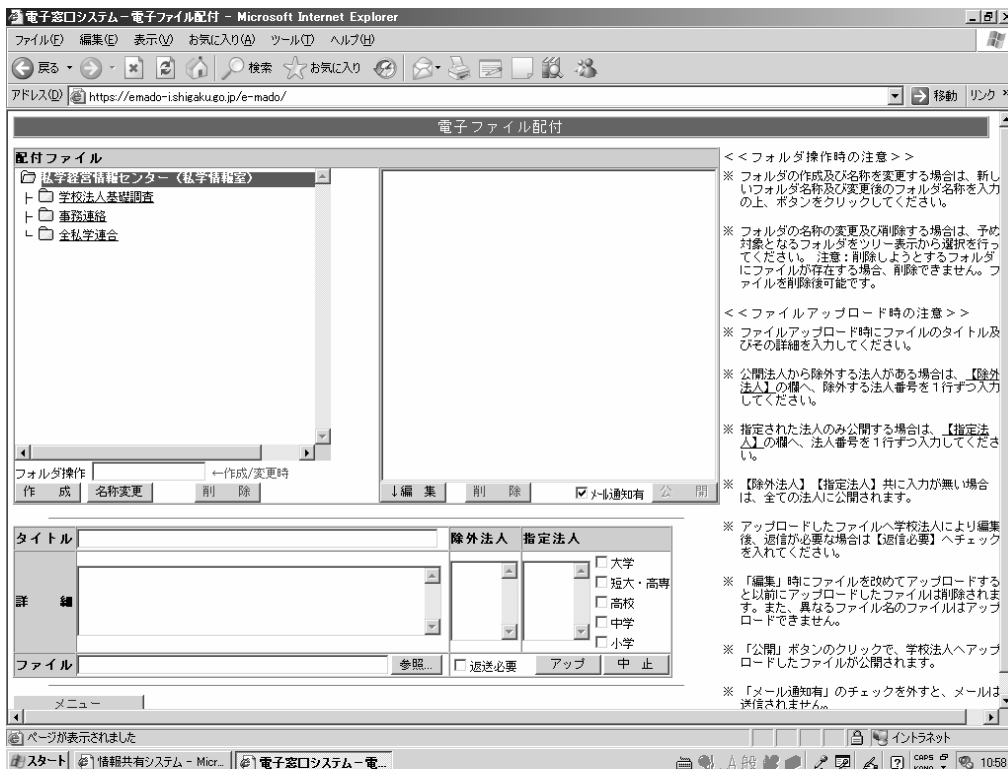 電子窓口システム－電子ファイル配付 - Microsoft Internet Explorer
ファイル(F) 編集(E) 表示(V) お気に入り(A) ツール(T) ヘルプ(H)
戻る 検索 お気に入り
アドレス(D) https://emado-i.shigaku.go.jp/e-mado/ 移動 リンク »
電子ファイル配付
配付ファイル
私学経営情報センター（私学情報室）
学校法人基礎調査
事務連絡
全私学連合
フォルダ操作 ←作成/変更時
作 成 名称変更 削 除
↓編 集 削 除 メール通知有 公 開
タイトル 除外法人 指定法人
詳 細
大学
短大・高専
高校
中学
小学
ファイル 参照... 返送必要 アップ 中 止
メニュー
＜＜フォルダ操作時の注意＞＞
※ フォルダの作成及び名称を変更する場合は、新し
いフォルダ名称及び変更後のフォルダ名称を入力
の上、ボタンをクリックしてください。
※ フォルダの名称の変更及び削除する場合は、予め
対象となるフォルダをツリー表示から選択を行っ
てください。 注意：削除しようとするフォルダ
にファイルが存在する場合、削除できません。フ
ァイルを削除後可能です。
＜＜ファイルアップロード時の注意＞＞
※ ファイルアップロード時にファイルのタイトル及
びその詳細を入力してください。
※ 公開法人から除外する法人がある場合は、【除外
法人】の欄へ、除外する法人番号を１行ずつ入力
してください。
※ 指定された法人のみ公開する場合は、【指定法
人】の欄へ、法人番号を１行ずつ入力してくださ
い。
※ 【除外法人】【指定法人】共に入力が無い場合
は、全ての法人に公開されます。
※ アップロードしたファイルへ学校法人により編集
後、返信が必要な場合は【返信必要】へチェック
を入れてください。
※ 「編集」時にファイルを改めてアップロードする
と以前にアップロードしたファイルは削除されま
す。また、異なるファイル名のファイルはアップ
ロードできません。
※ 「公開」ボタンのクリックで、学校法人へアップ
ロードしたファイルが公開されます。
※ 「メール通知有」のチェックを外すと、メールは
送信されません。
ページが表示されました イントラネット
スタート 情報共有システム - Micr... 電子窓口システム－電... A 般 CAPS KANA 10:58